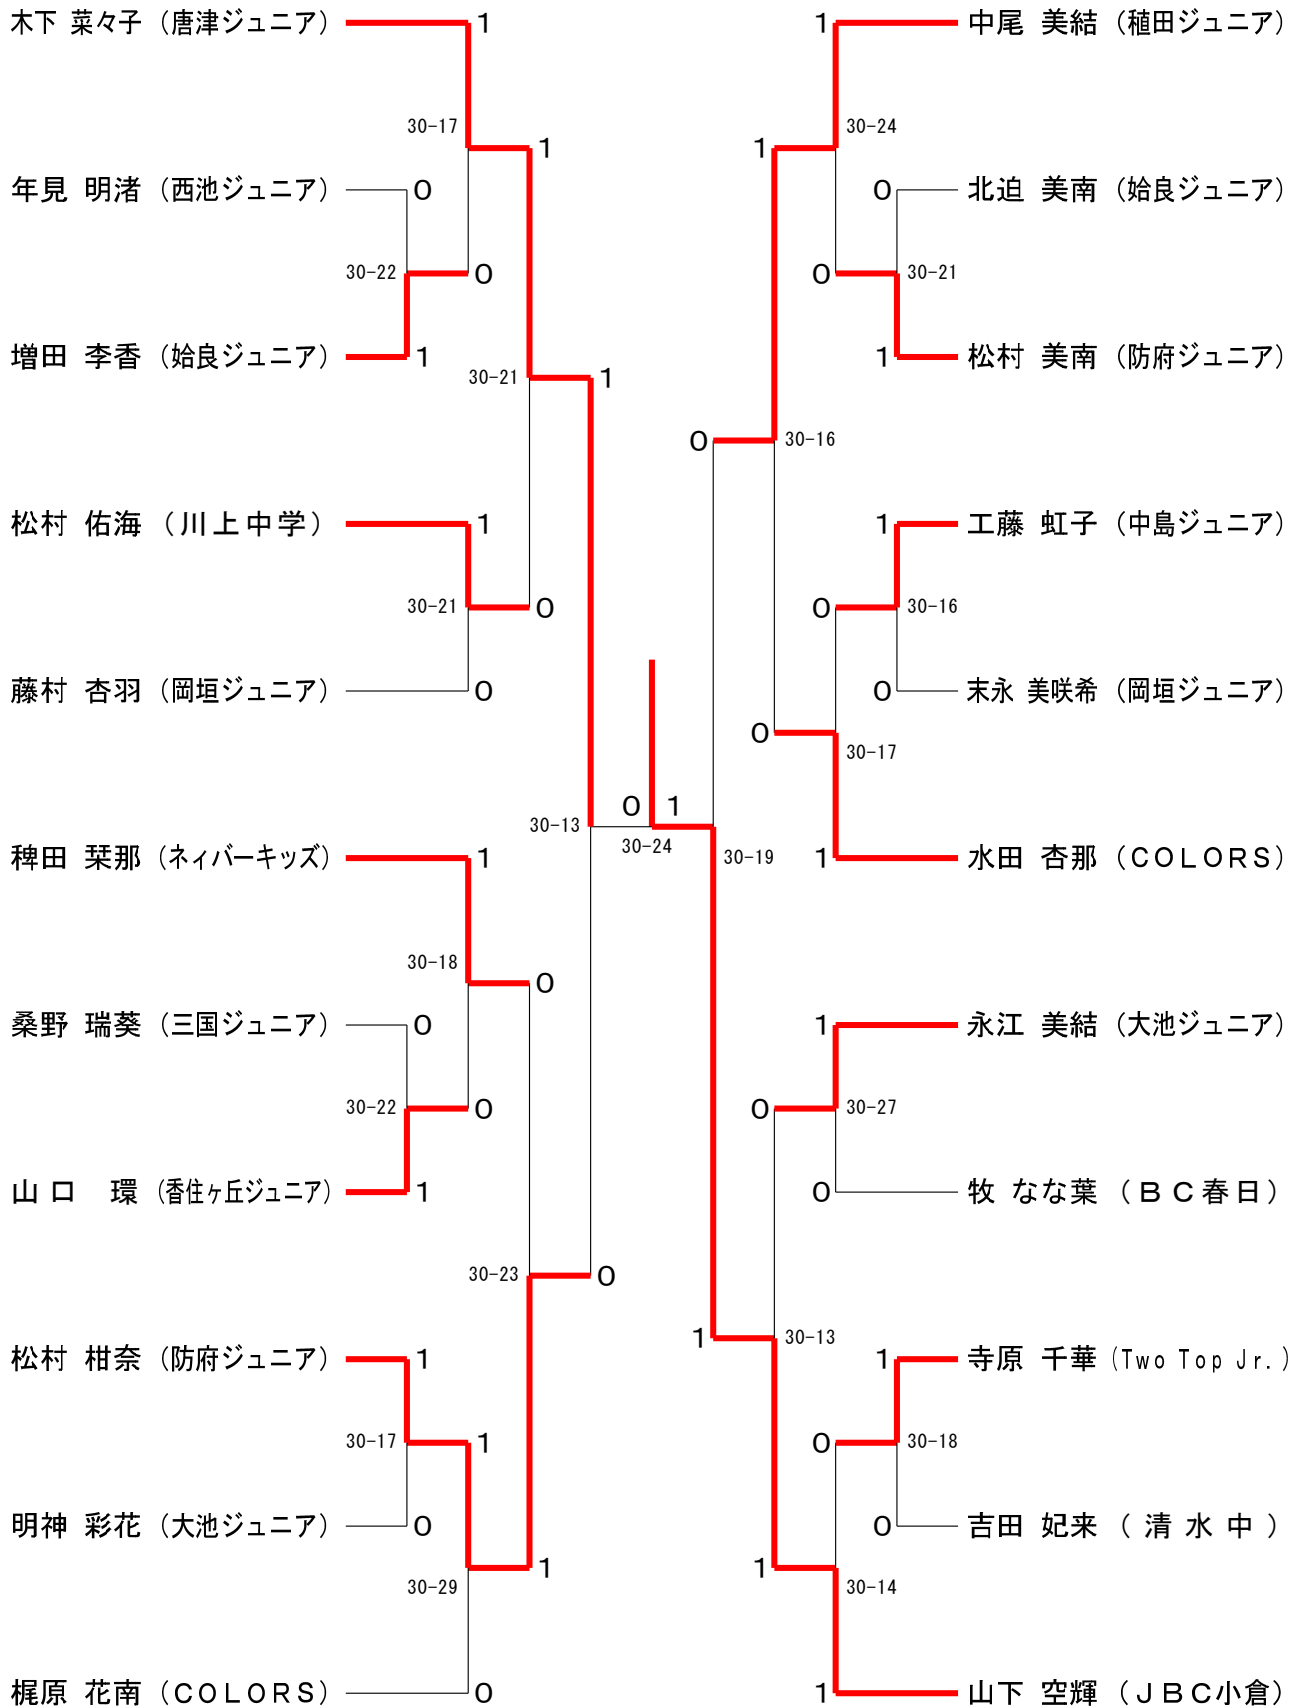 木下 菜々子 (唐津ジュニア) 1 1 中尾 美結 (稙田ジュニア)
30-17 30-24
1 1
年見 明渚 (西池ジュニア) 0 0 北迫 美南 (姶良ジュニア)
30-22 0 0 30-21
増田 李香 (姶良ジュニア) 1 1 松村 美南 (防府ジュニア)
30-21 1
0 30-16
松村 佑海 (川上中学) 1 1 工藤 虹子 (中島ジュニア)
30-21 0 0 30-16
藤村 杏羽 (岡垣ジュニア) 0 0 末永 美咲希 (岡垣ジュニア)
0 30-17
30-13 0 1
30-24
稗田 栞那 (ネィバーキッズ) 1 30-19 1 水田 杏那 (COLORS)
30-18 0
桑野 瑞葵 (三国ジュニア) 0 1 永江 美結 (大池ジュニア)
30-22 0 0 30-27
山口 環 (香住ヶ丘ジュニア) 1 0 牧 なな葉 (BC春日)
30-23 0
1 30-13
松村 柑奈 (防府ジュニア) 1 1 寺原 千華 (Two Top Jr.)
30-17 1 0 30-18
明神 彩花 (大池ジュニア) 0 0 吉田 妃来 (清水中)
1 1
30-29 30-14
梶原 花南 (COLORS) 0 1 山下 空輝 (JBC小倉)